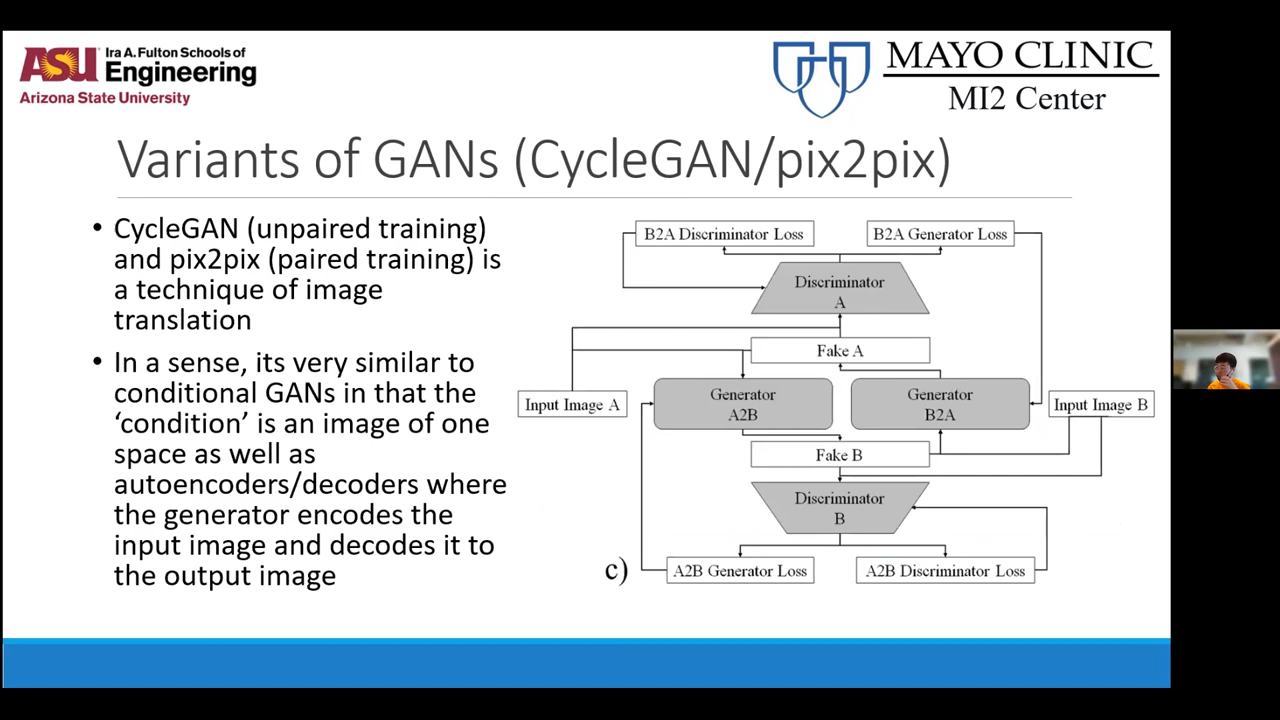 ASU Ira A. Fulton Schools of
Engineering
Arizona State University
MAYO CLINIC
MI2 Center
Variants of GANs (CycleGAN/pix2pix)
• CycleGAN (unpaired training)
and pix2pix (paired training) is
a technique of image
translation
• In a sense, its very similar to
conditional GANs in that the
‘condition’ is an image of one
space as well as
autoencoders/decoders where
the generator encodes the
input image and decodes it to
the output image
B2A Discriminator Loss
B2A Generator Loss
Discriminator
A
Fake A
Input Image A
Generator
A2B
Generator
B2A
Input Image B
Fake B
Discriminator
B
c)
A2B Generator Loss
A2B Discriminator Loss